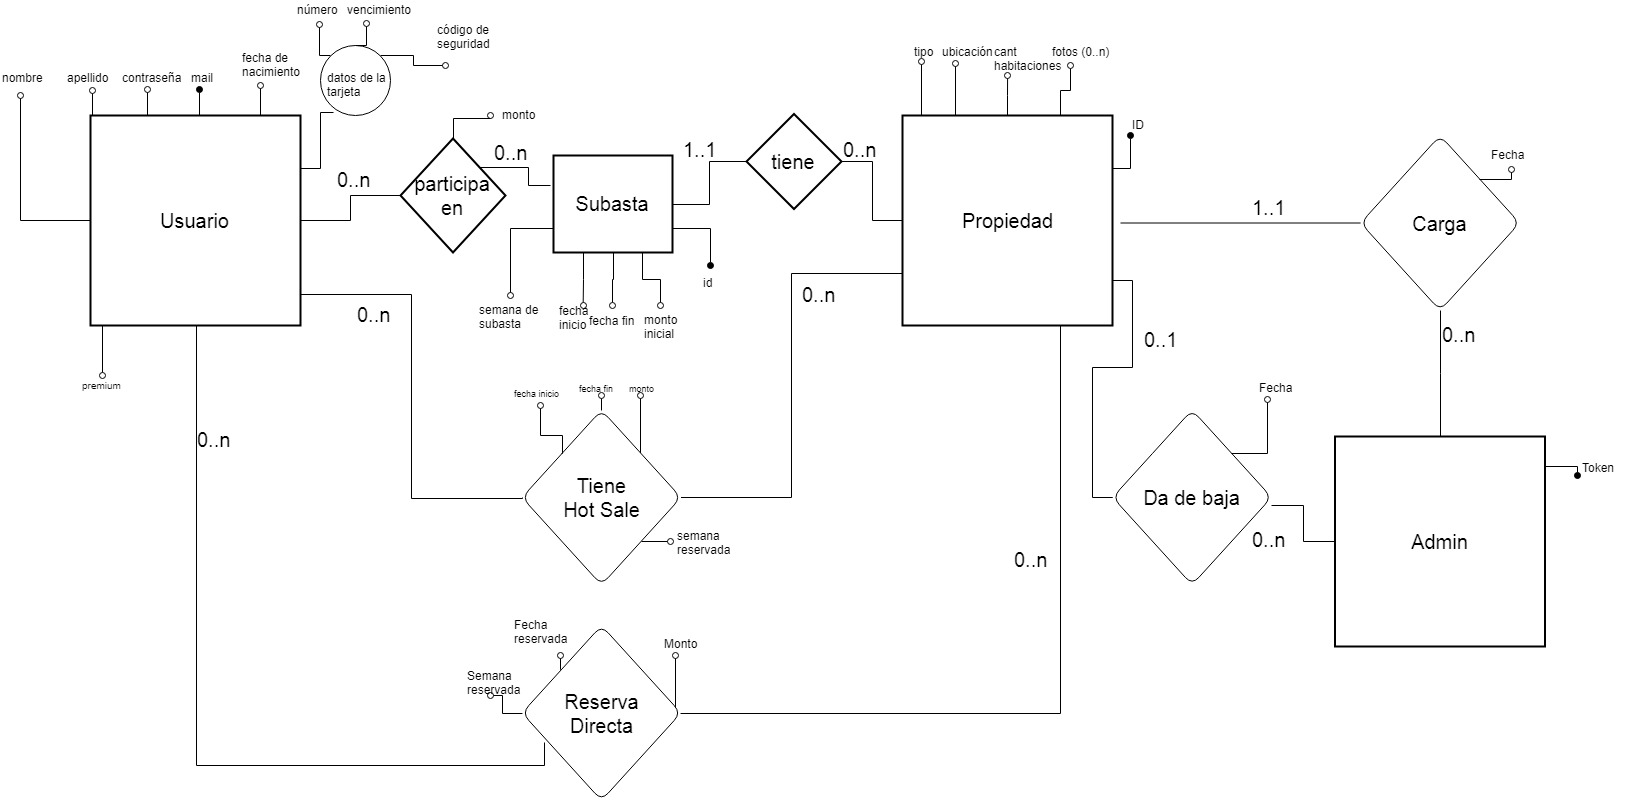 número
vencimiento
código de
seguridad
nombre
apellido
contraseña
mail
fecha de
nacimiento
datos de la
tarjeta
Usuario
premium
0..n
participa
en
monto
0..n
Subasta
semana de
subasta
fecha
inicio
fecha fin
monto
inicial
id
1..1
tiene
0..n
tipo
ubicación
cant
habitaciones
fotos (0..n)
ID
Propiedad
1..1
Carga
Fecha
0..n
0..n
0..n
0..1
0..n
fecha inicio
fecha fin
monto
Tiene
Hot Sale
semana
reservada
Fecha
Da de baja
0..n
Admin
Token
0..n
Fecha
reservada
Semana
reservada
Monto
Reserva
Directa